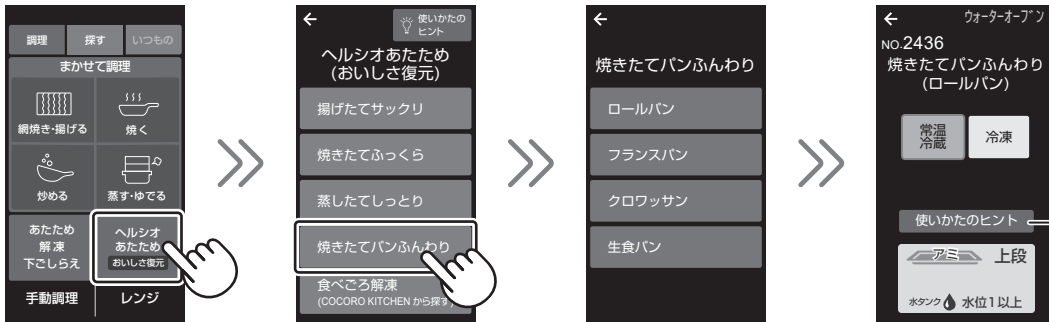 調理 探す いつもの
まかせて調理
網焼き・揚げる 焼く
炒める 蒸す・ゆでる
あたため
解凍
下ごしらえ
ヘルシオ
あたため
おいしさ復元
手動調理 レンジ
使いかたの
ヒント
ヘルシオあたため
(おいしさ復元)
揚げたてサックリ
焼きたてふっくら
蒸したてしっとり
焼きたてパンふんわり
食べごろ解凍
(COCORO KITCHEN から探す)
焼きたてパンふんわり
ロールパン
フランスパン
クロワッサン
生食パン
ウォーターオーブン
NO.2436
焼きたてパンふんわり
(ロールパン)
常温
冷蔵
冷凍
使いかたのヒント
アミ 上段
水タンク 水位1以上